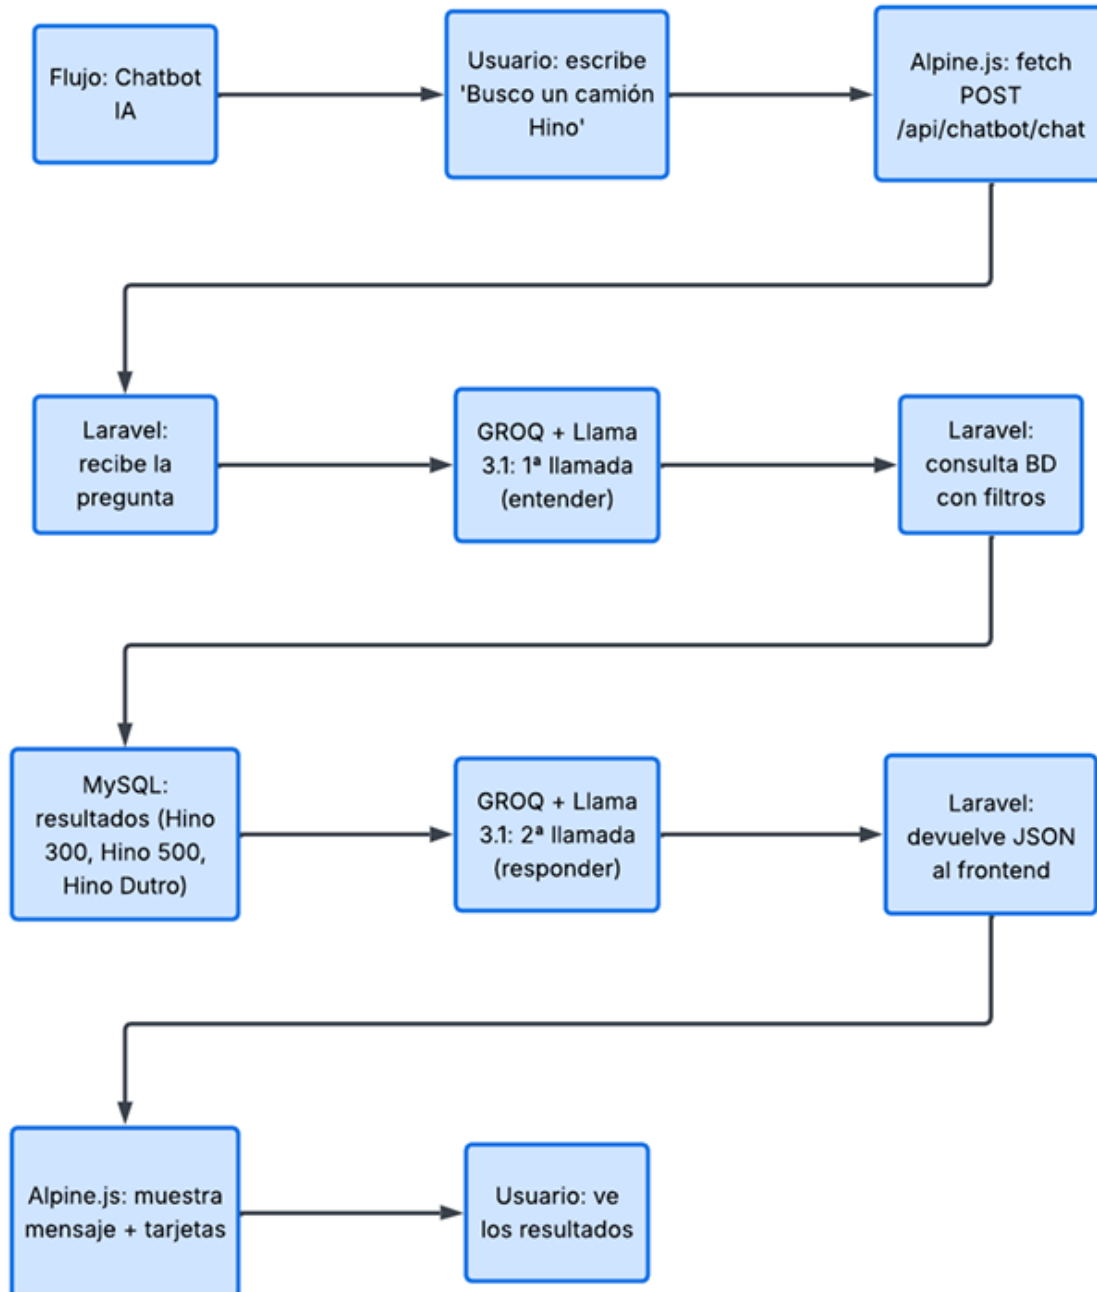 Flujo: Chatbot
IA
Usuario: escribe
'Busco un camión
Hino'
Alpine.js: fetch
POST
/api/chatbot/chat
Laravel:
recibe la
pregunta
GROQ + Llama
3.1: 1ª llamada
(entender)
Laravel:
consulta BD
con filtros
MySQL:
resultados (Hino
300, Hino 500,
Hino Dutro)
GROQ + Llama
3.1: 2ª llamada
(responder)
Laravel:
devuelve JSON
al frontend
Alpine.js: muestra
mensaje + tarjetas
Usuario: ve
los resultados